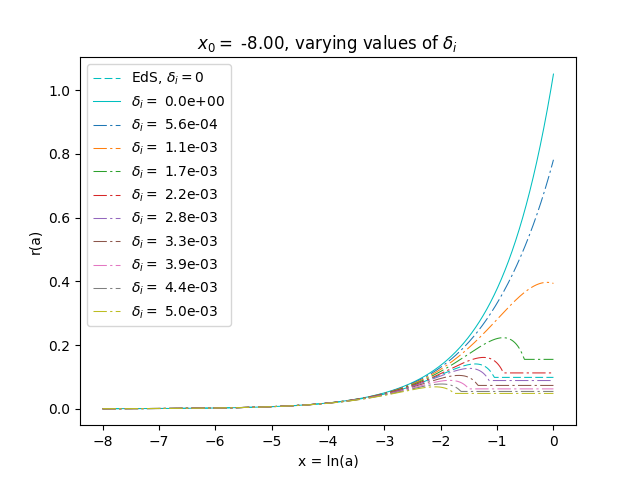 x₀ = -8.00, varying values of δᵢ
EdS, δᵢ = 0
δᵢ = 0.0e+00
δᵢ = 5.6e-04
δᵢ = 1.1e-03
δᵢ = 1.7e-03
δᵢ = 2.2e-03
δᵢ = 2.8e-03
δᵢ = 3.3e-03
δᵢ = 3.9e-03
δᵢ = 4.4e-03
δᵢ = 5.0e-03
r(a)
1.0
0.8
0.6
0.4
0.2
0.0
−8 −7 −6 −5 −4 −3 −2 −1 0
x = ln(a)